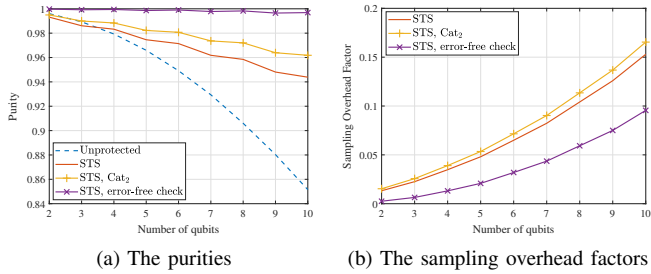 1
0.98
0.96
0.94
0.92
0.9
0.88
0.86
0.84
Purity
Unprotected
STS
STS, Cat₂
STS, error-free check
2 3 4 5 6 7 8 9 10
Number of qubits
(a) The purities
0.2
0.15
0.1
0.05
0
Sampling Overhead Factor
STS
STS, Cat₂
STS, error-free check
2 3 4 5 6 7 8 9 10
Number of qubits
(b) The sampling overhead factors